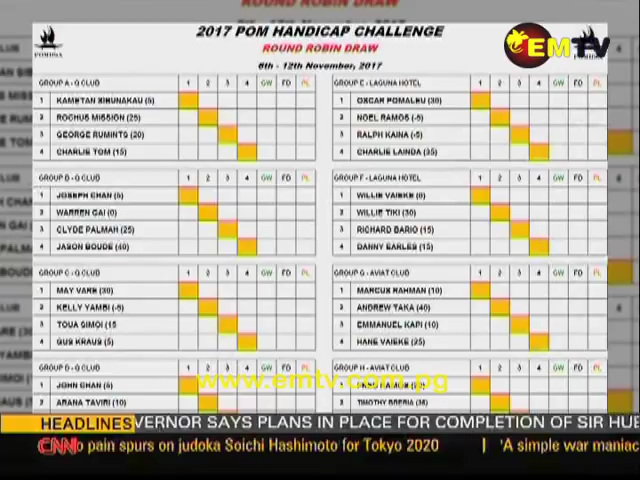 2017 POM HANDICAP CHALLENGE
ROUND ROBIN DRAW
6th - 12th November, 2017
EMTV
GROUP A - Q CLUB 1 2 3 4 GW FD PL
1 KAMETAN SIRUNAKAU (5)
2 ROCHUS MISSION (25)
3 GEORGE RUMINTS (20)
4 CHARLIE TOM (15)
GROUP B - Q CLUB 1 2 3 4 GW FD PL
1 JOSEPH CHAN (5)
2 WARREN GAI (0)
3 CLYDE PALMAH (25)
4 JASON BOUDE (40)
GROUP C - Q CLUB 1 2 3 4 GW FD PL
1 MAY VARE (30)
2 KELLY YAMBI (-5)
3 TOUA GIMOI (15
4 GUS KRAUS (5)
GROUP D - Q CLUB 1 2 3 4 GW FD PL
1 JOHN CHAN (5)
2 ARANA TAVIRI (10)
GROUP E - LAGUNA HOTEL 1 2 3 4 GW FD PL
1 OSCAR POMALEU (30)
2 NOEL RAMOS (-5)
3 RALPH KAINA (-5)
4 CHARLIE LAINDA (35)
GROUP F - LAGUNA HOTEL 1 2 3 4 GW FD PL
1 WILLIE VAIEKE (0)
2 WILLIE TIKI (30)
3 RICHARD BARIO (15)
4 DANNY EARLES (15)
GROUP G - AVIAT CLUB 1 2 3 4 GW FD PL
1 MARCUS RAHMAN (10)
2 ANDREW TAKA (40)
3 EMMANUEL KAPI (10)
4 HANE VAIEKE (25)
GROUP H - AVIAT CLUB 1 2 3 4 GW FD PL
1
2 TIMOTHY
www.emtv.com.pg
HEADLINES VERNOR SAYS PLANS IN PLACE FOR COMPLETION OF SIR HUB
CNN o pain spurs on judoka Soichi Hashimoto for Tokyo 2020 | 'A simple war maniac